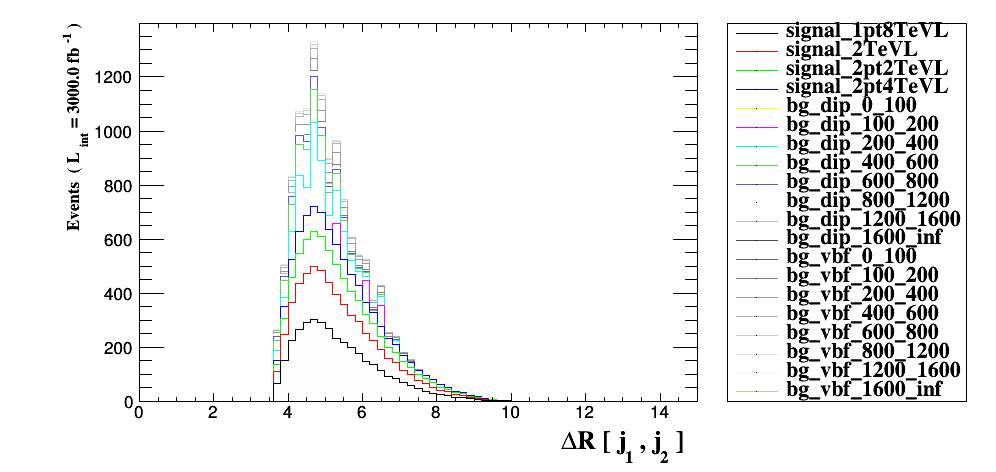 Events ( L int = 3000.0 fb -1 )
1200
1000
800
600
400
200
0
0 2 4 6 8 10 12 14
ΔR [ j1 , j2 ]
signal_1pt8TeVL
signal_2TeVL
signal_2pt2TeVL
signal_2pt4TeVL
bg_dip_0_100
bg_dip_100_200
bg_dip_200_400
bg_dip_400_600
bg_dip_600_800
bg_dip_800_1200
bg_dip_1200_1600
bg_dip_1600_inf
bg_vbf_0_100
bg_vbf_100_200
bg_vbf_200_400
bg_vbf_400_600
bg_vbf_600_800
bg_vbf_800_1200
bg_vbf_1200_1600
bg_vbf_1600_inf